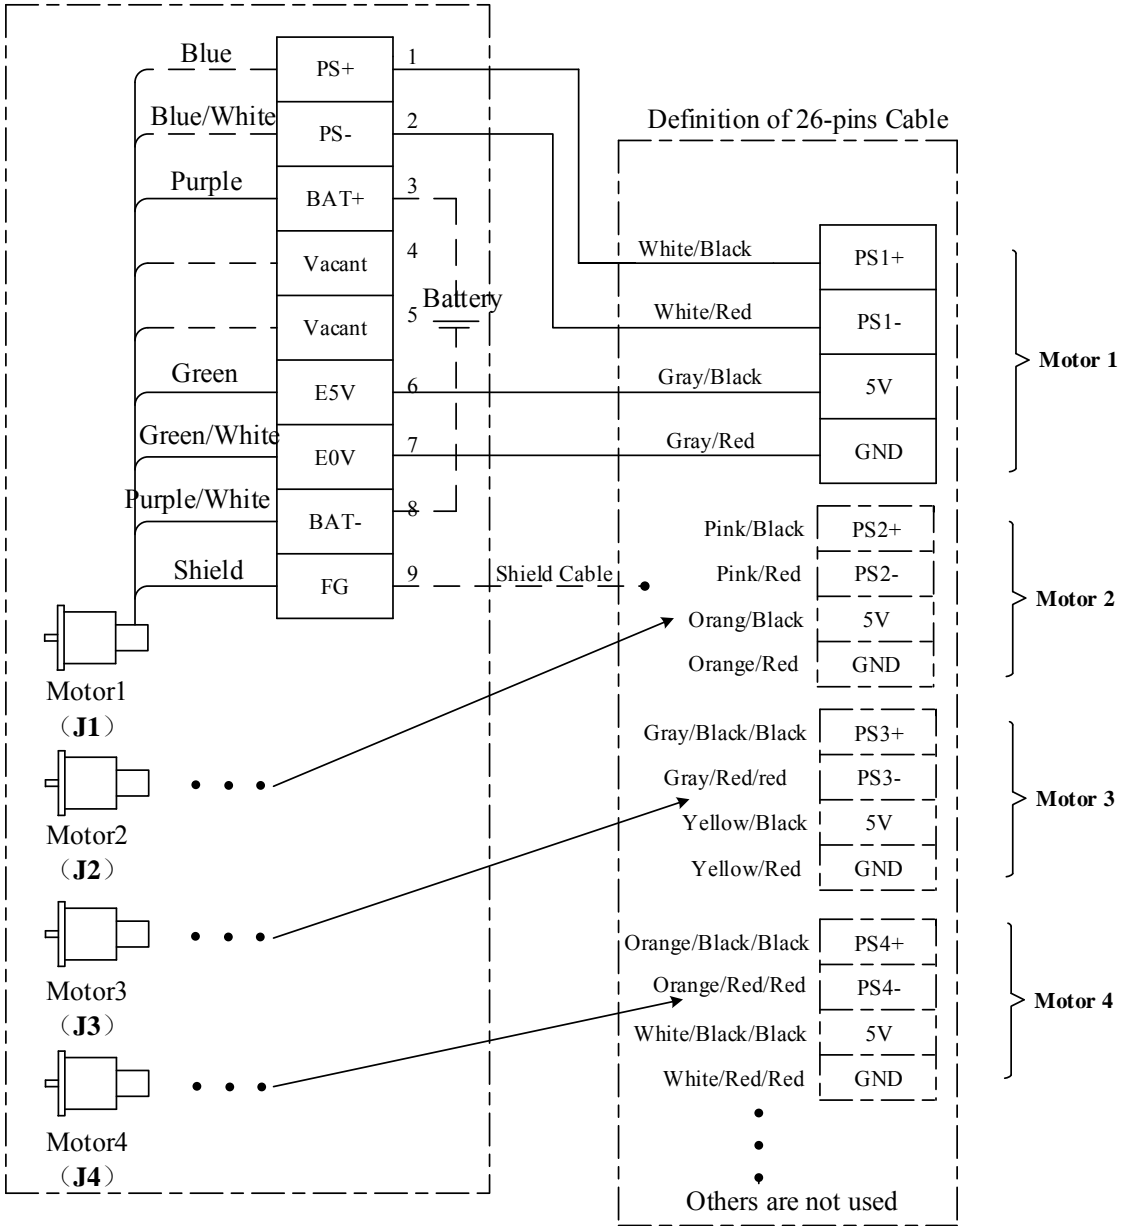 Blue
PS+
1
Blue/White
PS-
2
Purple
BAT+
3
Vacant
4
Vacant
5
Battery
Green
E5V
6
Green/White
E0V
7
Purple/White
BAT-
8
Shield
FG
9
Shield Cable
Motor1
（J1）
Motor2
（J2）
Motor3
（J3）
Motor4
（J4）
Definition of 26-pins Cable
White/Black
PS1+
White/Red
PS1-
Gray/Black
5V
Gray/Red
GND
Motor 1
Pink/Black
PS2+
Pink/Red
PS2-
Orang/Black
5V
Orange/Red
GND
Motor 2
Gray/Black/Black
PS3+
Gray/Red/red
PS3-
Yellow/Black
5V
Yellow/Red
GND
Motor 3
Orange/Black/Black
PS4+
Orange/Red/Red
PS4-
White/Black/Black
5V
White/Red/Red
GND
Motor 4
Others are not used